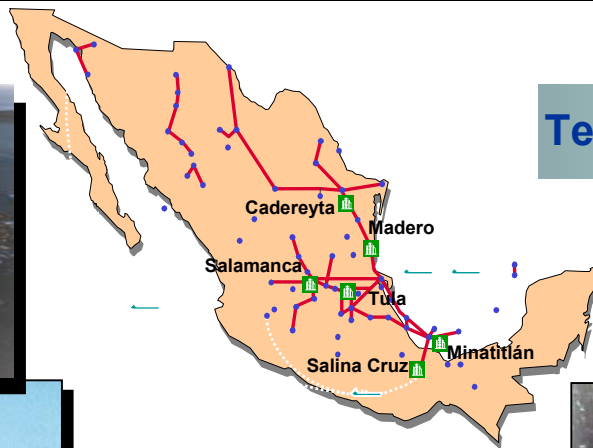 Te
Cadereyta
Madero
Salamanca
Tula
Minatitlán
Salina Cruz